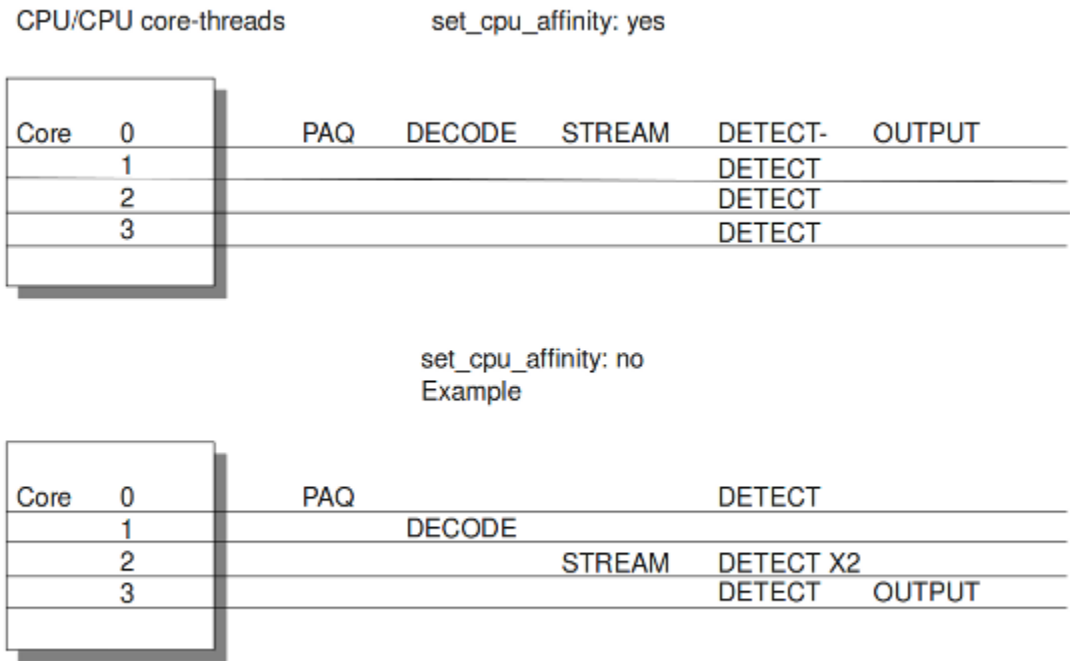 CPU/CPU core-threads set_cpu_affinity: yes
Core 0 PAQ DECODE STREAM DETECT- OUTPUT
1 DETECT
2 DETECT
3 DETECT
set_cpu_affinity: no
Example
Core 0 PAQ DETECT
1 DECODE
2 STREAM DETECT X2
3 DETECT OUTPUT